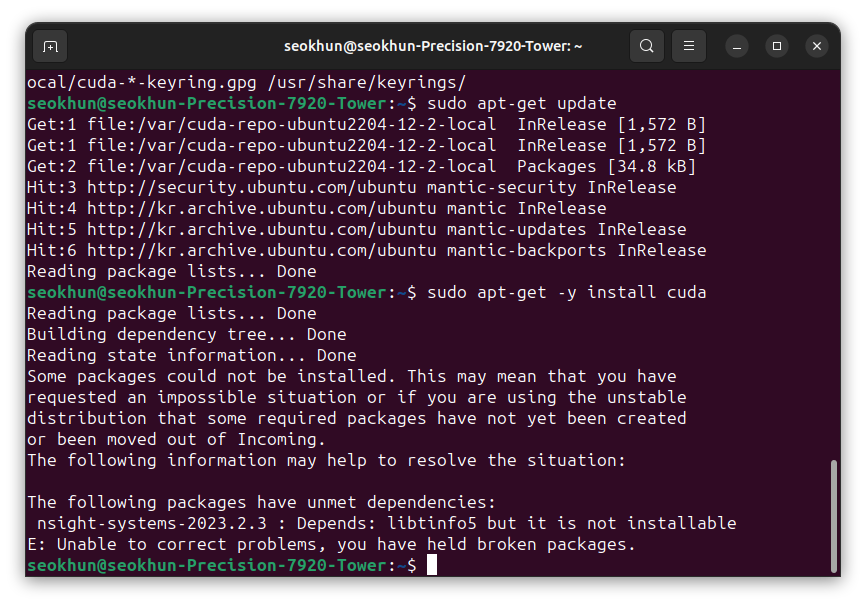 seokhun@seokhun-Precision-7920-Tower: ~
ocal/cuda-*-keyring.gpg /usr/share/keyrings/
seokhun@seokhun-Precision-7920-Tower:~$ sudo apt-get update
Get:1 file:/var/cuda-repo-ubuntu2204-12-2-local  InRelease [1,572 B]
Get:1 file:/var/cuda-repo-ubuntu2204-12-2-local  InRelease [1,572 B]
Get:2 file:/var/cuda-repo-ubuntu2204-12-2-local  Packages [34.8 kB]
Hit:3 http://security.ubuntu.com/ubuntu mantic-security InRelease
Hit:4 http://kr.archive.ubuntu.com/ubuntu mantic InRelease
Hit:5 http://kr.archive.ubuntu.com/ubuntu mantic-updates InRelease
Hit:6 http://kr.archive.ubuntu.com/ubuntu mantic-backports InRelease
Reading package lists... Done
seokhun@seokhun-Precision-7920-Tower:~$ sudo apt-get -y install cuda
Reading package lists... Done
Building dependency tree... Done
Reading state information... Done
Some packages could not be installed. This may mean that you have
requested an impossible situation or if you are using the unstable
distribution that some required packages have not yet been created
or been moved out of Incoming.
The following information may help to resolve the situation:

The following packages have unmet dependencies:
 nsight-systems-2023.2.3 : Depends: libtinfo5 but it is not installable
E: Unable to correct problems, you have held broken packages.
seokhun@seokhun-Precision-7920-Tower:~$